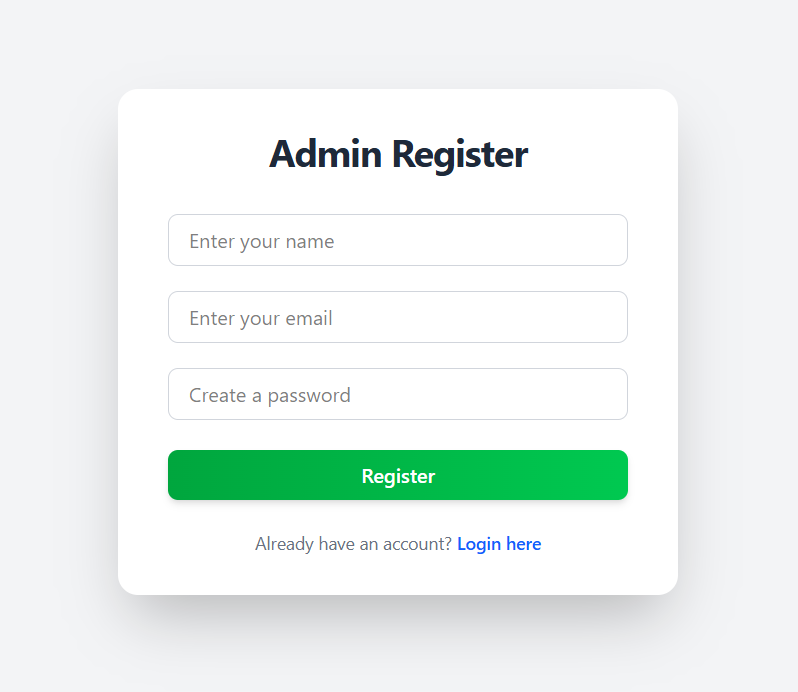 Admin Register
Enter your name
Enter your email
Create a password
Register
Already have an account? Login here